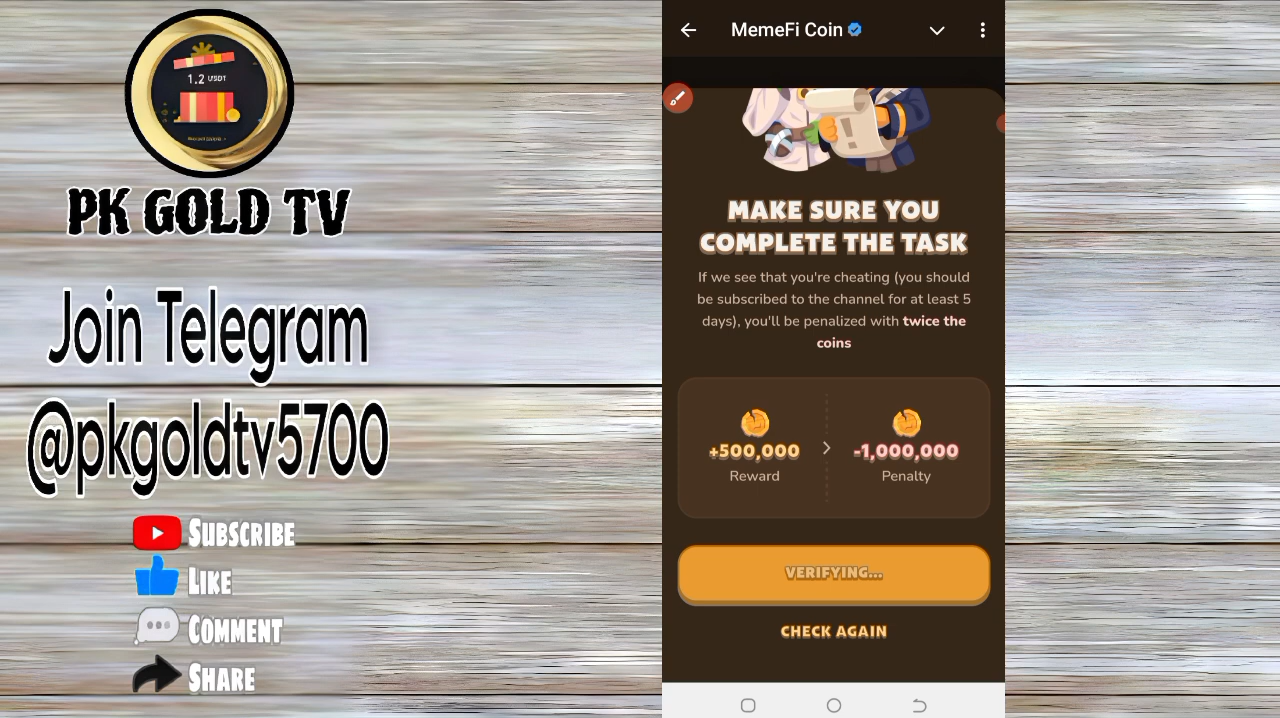 1.2 USDT
PK GOLD TV
Join Telegram
@pkgoldtv5700
SUBSCRIBE
LIKE
COMMENT
SHARE
MemeFi Coin
MAKE SURE YOU
COMPLETE THE TASK
If we see that you're cheating (you should
be subscribed to the channel for at least 5
days), you'll be penalized with twice the
coins
+500,000
Reward
-1,000,000
Penalty
VERIFYING...
CHECK AGAIN